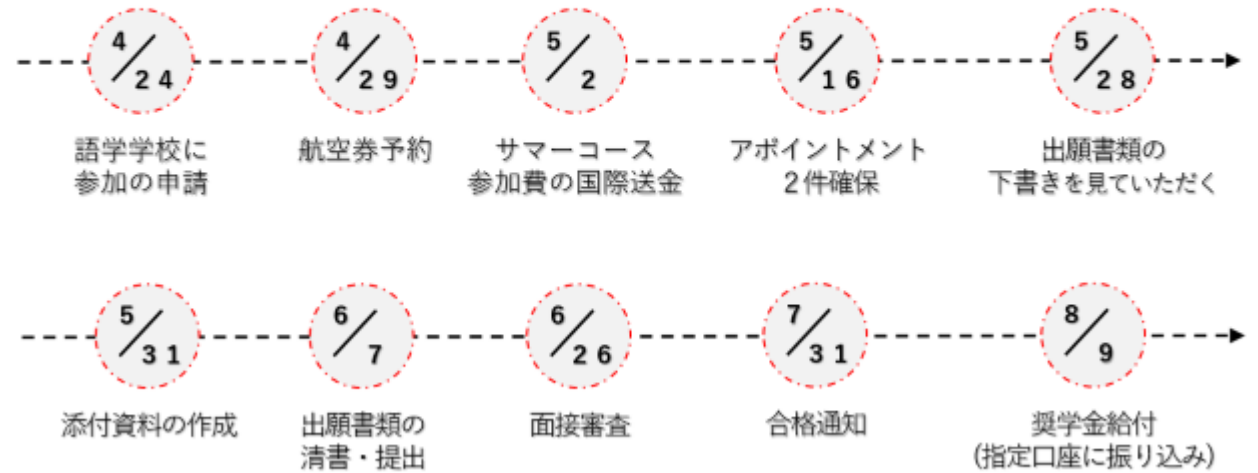 4/24
4/29
5/2
5/16
5/28
語学学校に
参加の申請
航空券予約
サマーコース
参加費の国際送金
アポイントメント
２件確保
出願書類の
下書きを見ていただく
5/31
6/7
6/26
7/31
8/9
添付資料の作成
出願書類の
清書・提出
面接審査
合格通知
奨学金給付
(指定口座に振り込み)